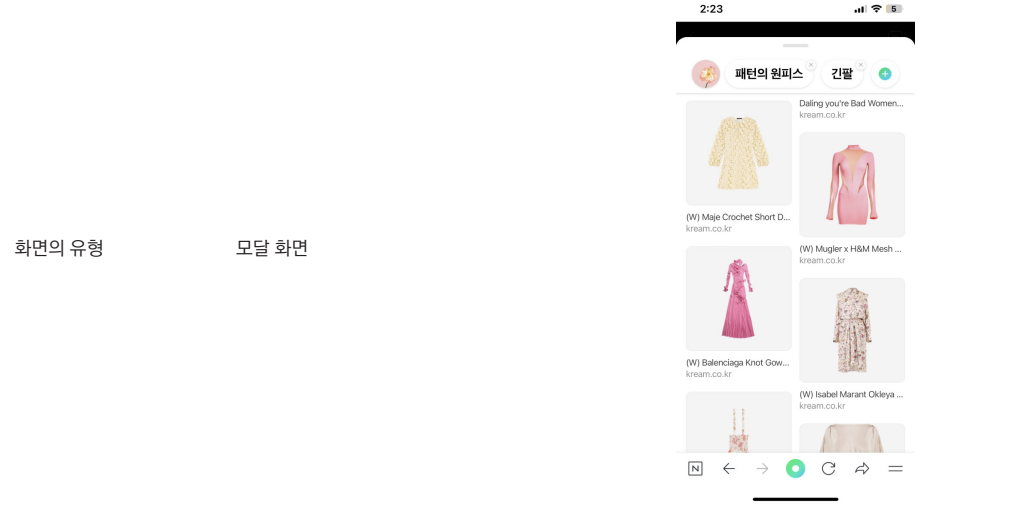 2:23
5
패턴의 원피스
긴팔
화면의 유형
모달 화면
Daling you're Bad Women...
kream.co.kr
(W) Maje Crochet Short D...
kream.co.kr
(W) Mugler x H&M Mesh ...
kream.co.kr
(W) Balenciaga Knot Gow...
kream.co.kr
(W) Isabel Marant Okleya ...
kream.co.kr
N